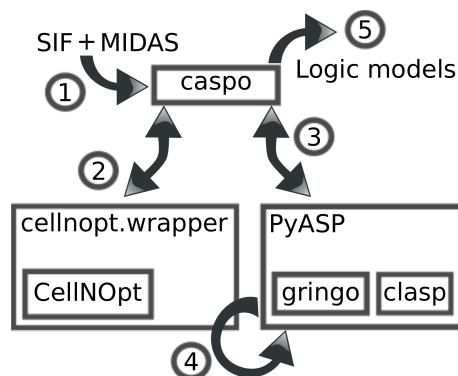 SIF + MIDAS
5
Logic models
1
caspo
2
3
cellnopt.wrapper
PyASP
CellNOpt
gringo
clasp
4